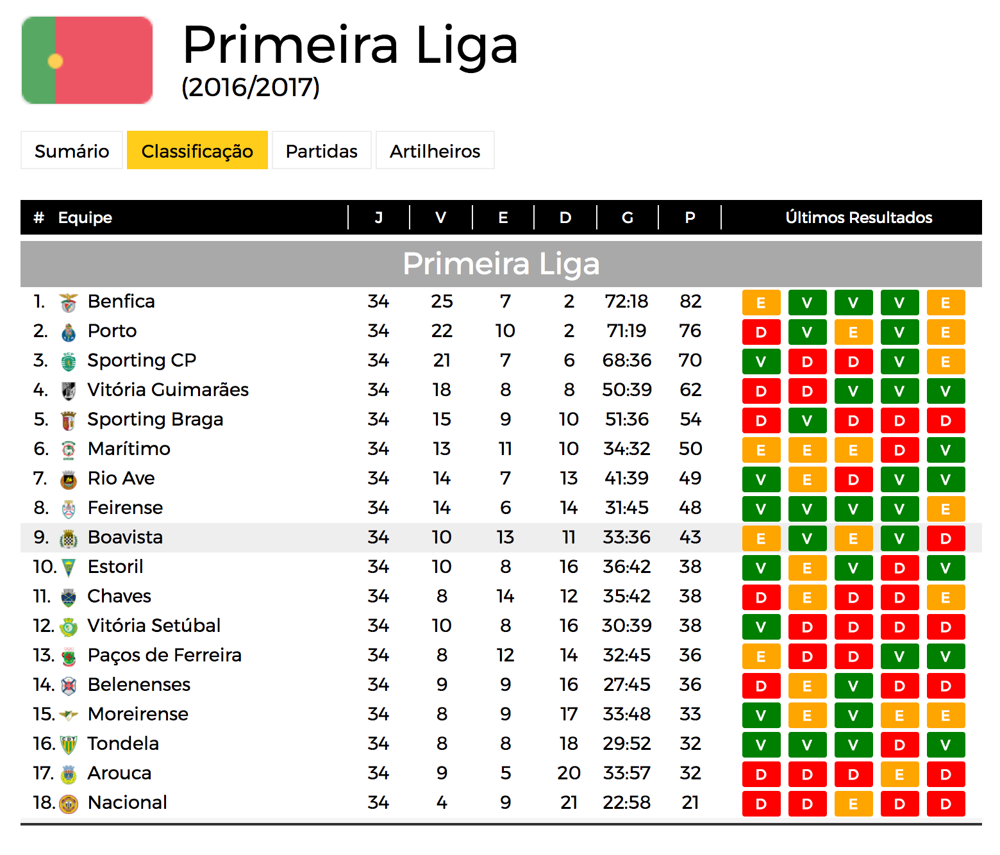 Primeira Liga
(2016/2017)
Sumário Classificação Partidas Artilheiros
# Equipe J V E D G P Últimos Resultados
Primeira Liga
1. Benfica 34 25 7 2 72:18 82 E V V V E
2. Porto 34 22 10 2 71:19 76 D V E V E
3. Sporting CP 34 21 7 6 68:36 70 V D D V E
4. Vitória Guimarães 34 18 8 8 50:39 62 D D V V V
5. Sporting Braga 34 15 9 10 51:36 54 D V D D D
6. Marítimo 34 13 11 10 34:32 50 E E E D V
7. Rio Ave 34 14 7 13 41:39 49 V E D V V
8. Feirense 34 14 6 14 31:45 48 V V V V E
9. Boavista 34 10 13 11 33:36 43 E V E V D
10. Estoril 34 10 8 16 36:42 38 V E V D V
11. Chaves 34 8 14 12 35:42 38 D E D D E
12. Vitória Setúbal 34 10 8 16 30:39 38 V D D D D
13. Paços de Ferreira 34 8 12 14 32:45 36 E D D V V
14. Belenenses 34 9 9 16 27:45 36 D E V D D
15. Moreirense 34 8 9 17 33:48 33 V E V E E
16. Tondela 34 8 8 18 29:52 32 V V V D V
17. Arouca 34 9 5 20 33:57 32 D D D E D
18. Nacional 34 4 9 21 22:58 21 D D E D D